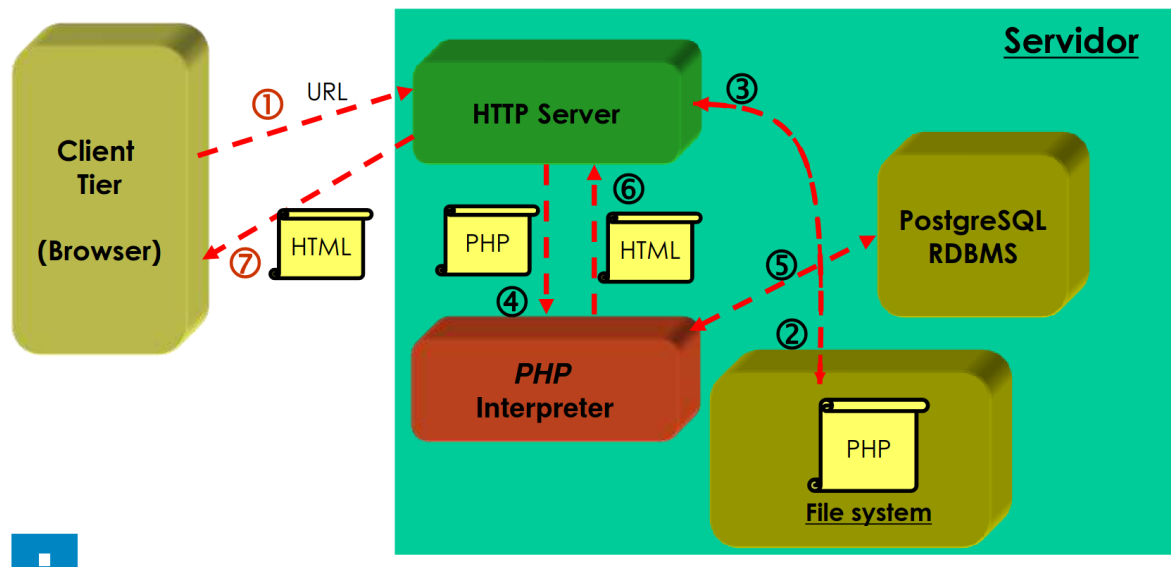 Servidor
① URL
③
HTTP Server
Client
Tier
(Browser)
⑥
PostgreSQL
RDBMS
⑦ HTML
PHP
HTML
⑤
④
②
PHP
Interpreter
PHP
File system